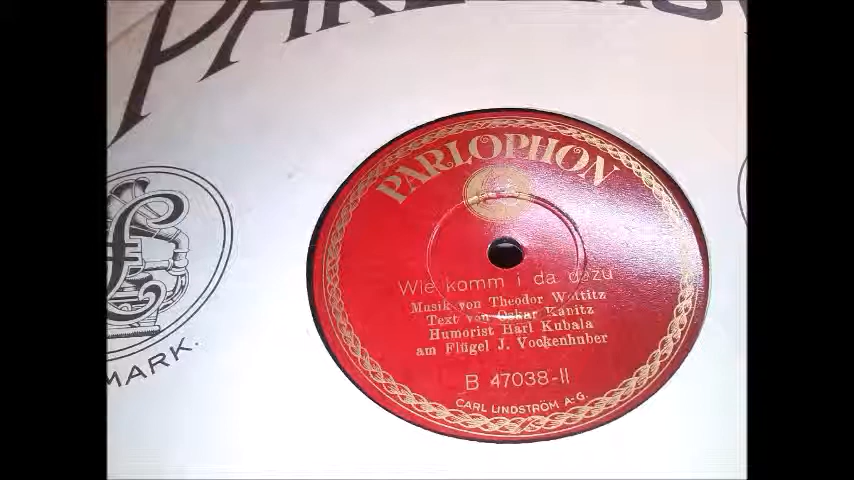 PARLOPHON
Wie komm i da dazu
Musik von Theodor Wottitz
Text von Oskar Kanitz
Humorist Harl Kubala
am Flügel J. Vockenhuber
B 47038-II
CARL LINDSTRÖM A.-G.
MARK.